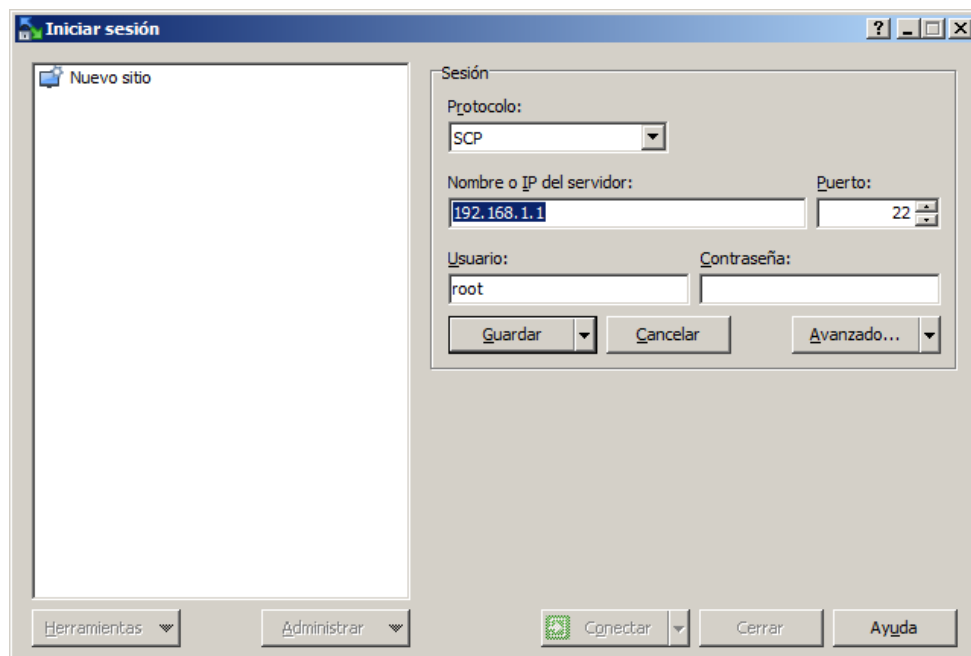 Iniciar sesión
Nuevo sitio
Sesión
Protocolo:
SCP
Nombre o IP del servidor:
Puerto:
192.168.1.1
22
Usuario:
Contraseña:
root
Guardar
Cancelar
Avanzado...
Herramientas
Administrar
Conectar
Cerrar
Ayuda